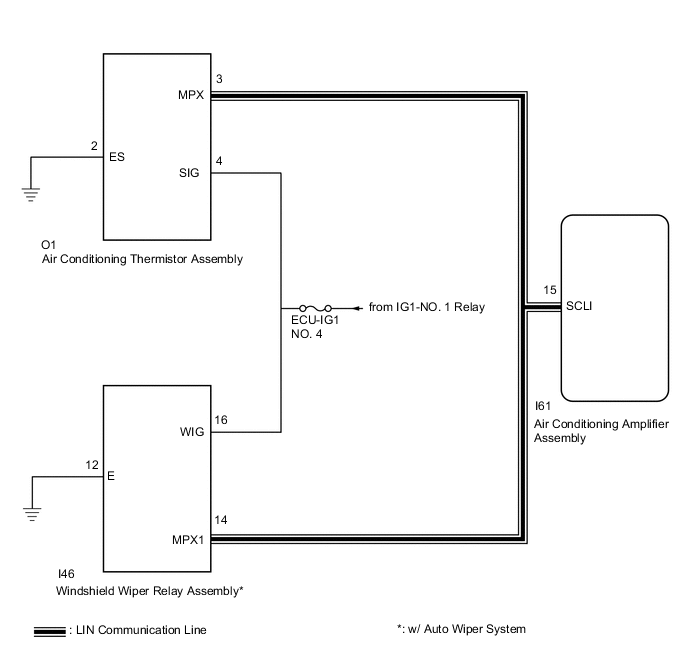 3
MPX
2
ES
4
SIG
O1
Air Conditioning Thermistor Assembly
15
SCLI
from IG1-NO. 1 Relay
ECU-IG1
NO. 4
I61
Air Conditioning Amplifier
Assembly
16
WIG
12
E
14
MPX1
I46
Windshield Wiper Relay Assembly*
: LIN Communication Line
*: w/ Auto Wiper System